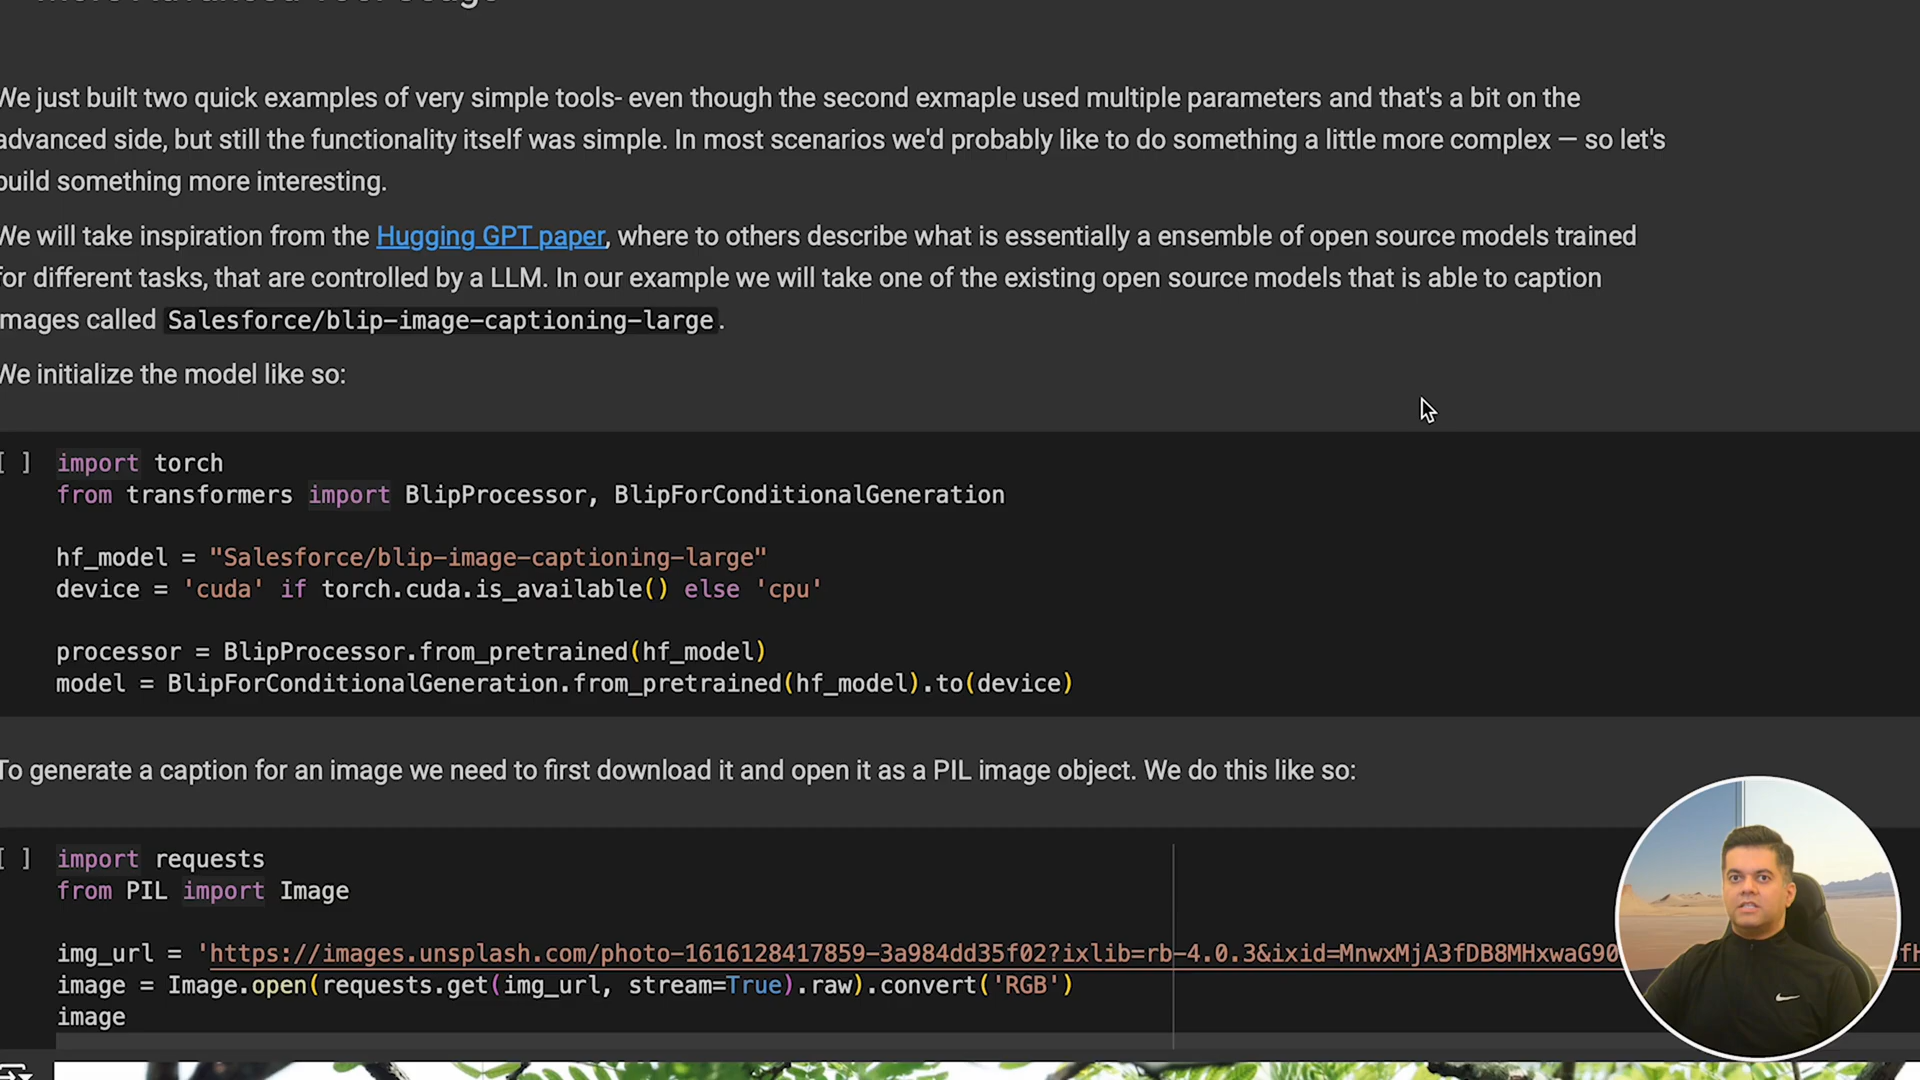 We just built two quick examples of very simple tools- even though the second exmaple used multiple parameters and that's a bit on the
advanced side, but still the functionality itself was simple. In most scenarios we'd probably like to do something a little more complex — so let's
build something more interesting.
We will take inspiration from the Hugging GPT paper, where to others describe what is essentially a ensemble of open source models trained
for different tasks, that are controlled by a LLM. In our example we will take one of the existing open source models that is able to caption
images called Salesforce/blip-image-captioning-large.
We initialize the model like so:
[ ] import torch
from transformers import BlipProcessor, BlipForConditionalGeneration
hf_model = "Salesforce/blip-image-captioning-large"
device = 'cuda' if torch.cuda.is_available() else 'cpu'
processor = BlipProcessor.from_pretrained(hf_model)
model = BlipForConditionalGeneration.from_pretrained(hf_model).to(device)
To generate a caption for an image we need to first download it and open it as a PIL image object. We do this like so:
[ ] import requests
from PIL import Image
img_url = 'https://images.unsplash.com/photo-1616128417859-3a984dd35f02?ixlib=rb-4.0.3&ixid=MnwxMjA3fDB8MHxwaG90
image = Image.open(requests.get(img_url, stream=True).raw).convert('RGB')
image